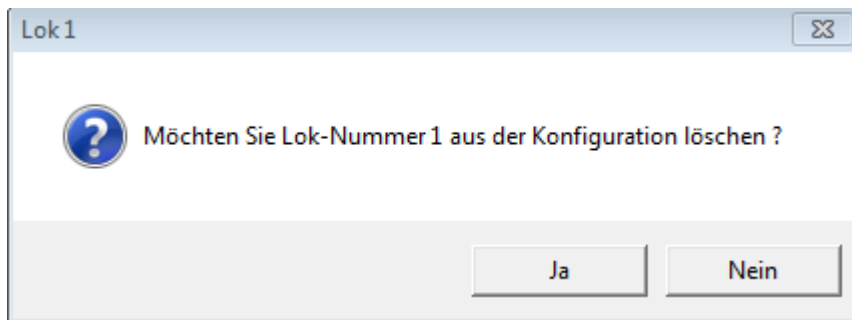 Lok 1
Möchten Sie Lok-Nummer 1 aus der Konfiguration löschen ?
Ja
Nein